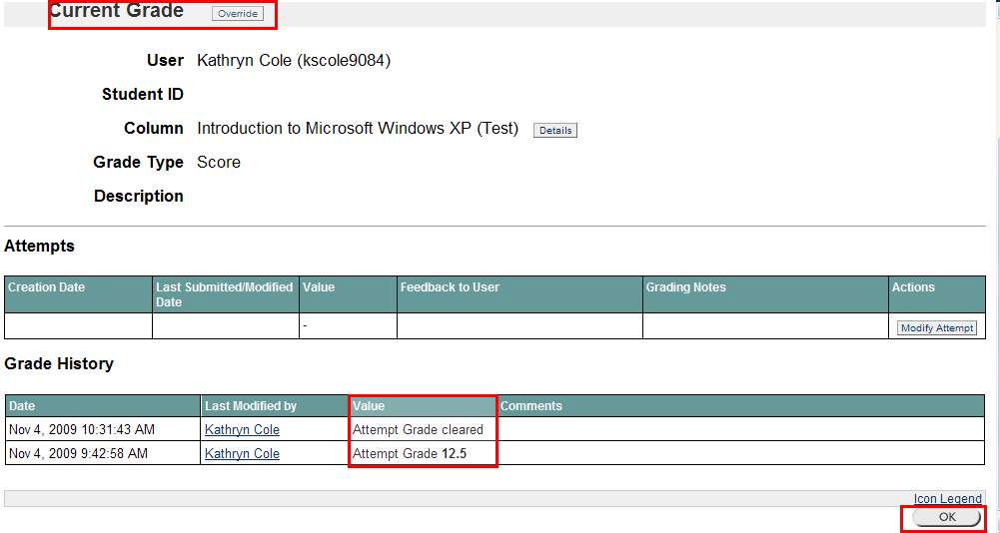 Current Grade Override
User Kathryn Cole (kscole9084)
Student ID
Column Introduction to Microsoft Windows XP (Test) Details
Grade Type Score
Description
Attempts
Creation Date Last Submitted/Modified Date Value Feedback to User Grading Notes Actions
- Modify Attempt
Grade History
Date Last Modified by Value Comments
Nov 4, 2009 10:31:43 AM Kathryn Cole Attempt Grade cleared
Nov 4, 2009 9:42:58 AM Kathryn Cole Attempt Grade 12.5
Icon Legend
OK